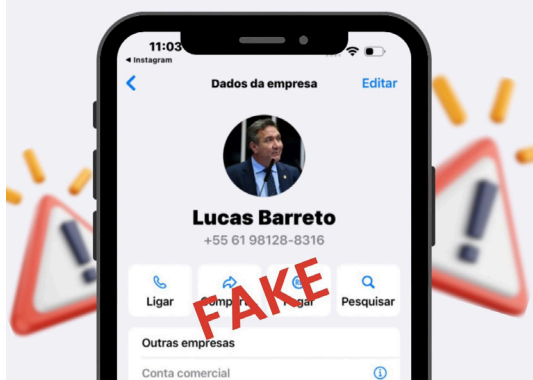 11:03
◀ Instagram
Dados da empresa
Editar
Lucas Barreto
+55 61 98128-8316
Ligar
Pesquisar
FAKE
Outras empresas
Conta comercial